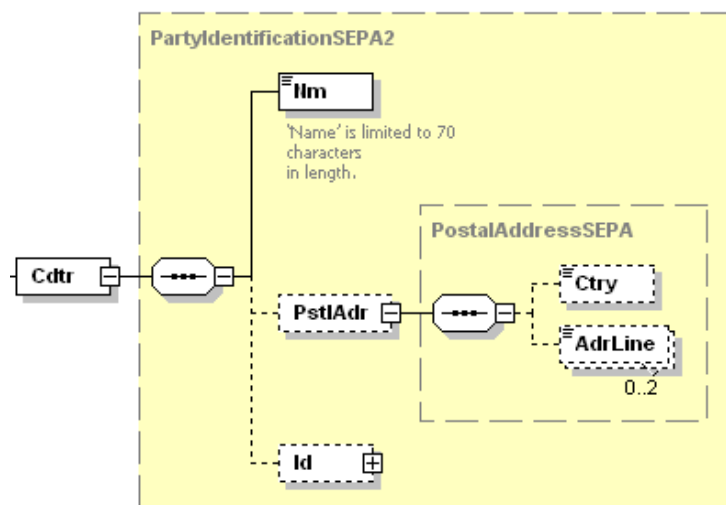 PartyIdentificationSEPA2
Nm
'Name' is limited to 70
characters
in length.
PostalAddressSEPA
Cdtr
Ctry
PstlAdr
AdrLine
0..2
Id